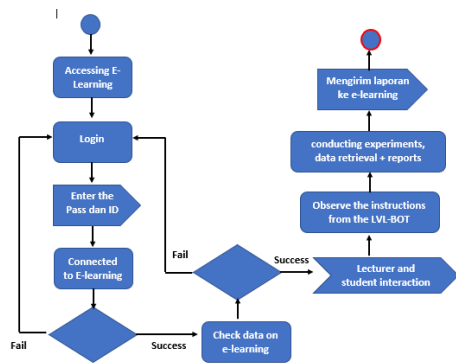 Accessing E-
Learning
Login
Enter the
Pass dan ID
Connected
to E-learning
Fail
Success
Check data on
e-learning
Fail
Success
Lecturer and
student interaction
Observe the instructions
from the LVL-BOT
conducting experiments,
data retrieval + reports
Mengirim laporan
ke e-learning